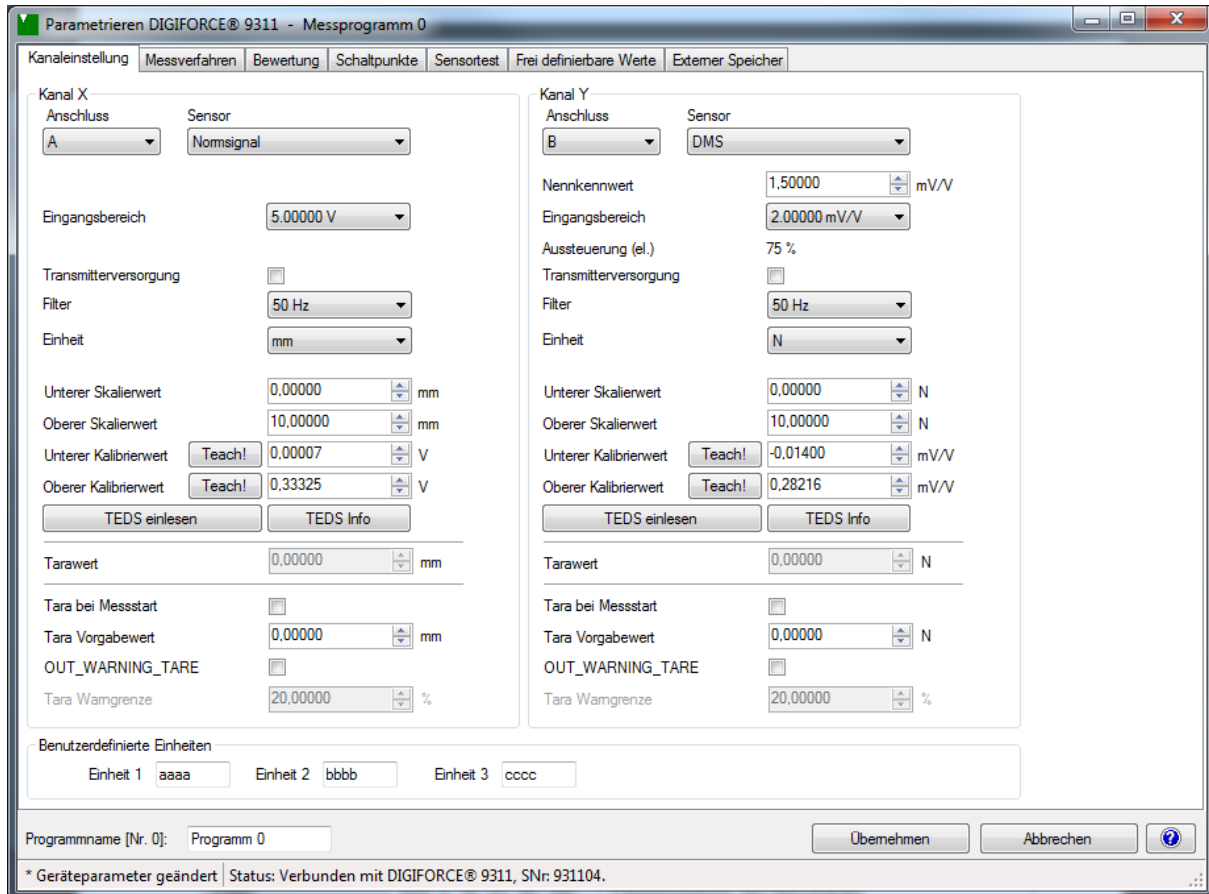 Parametrieren DIGIFORCE® 9311 - Messprogramm 0
Kanaleinstellung Messverfahren Bewertung Schaltpunkte Sensortest Frei definierbare Werte Externer Speicher
Kanal X
Anschluss Sensor
A Normsignal
Eingangsbereich 5.00000 V
Transmitterversorgung
Filter 50 Hz
Einheit mm
Unterer Skalierwert 0,00000 mm
Oberer Skalierwert 10,00000 mm
Unterer Kalibrierwert Teach! 0,00007 V
Oberer Kalibrierwert Teach! 0,33325 V
TEDS einlesen TEDS Info
Tarawert 0,00000 mm
Tara bei Messstart
Tara Vorgabewert 0,00000 mm
OUT_WARNING_TARE
Tara Warngrenze 20,00000 %
Kanal Y
Anschluss Sensor
B DMS
Nennkennwert 1,50000 mV/V
Eingangsbereich 2.00000 mV/V
Aussteuerung (el.) 75 %
Transmitterversorgung
Filter 50 Hz
Einheit N
Unterer Skalierwert 0,00000 N
Oberer Skalierwert 10,00000 N
Unterer Kalibrierwert Teach! -0,01400 mV/V
Oberer Kalibrierwert Teach! 0,28216 mV/V
TEDS einlesen TEDS Info
Tarawert 0,00000 N
Tara bei Messstart
Tara Vorgabewert 0,00000 N
OUT_WARNING_TARE
Tara Warngrenze 20,00000 %
Benutzerdefinierte Einheiten
Einheit 1 aaaa Einheit 2 bbbb Einheit 3 cccc
Programmname [Nr. 0]: Programm 0 Übernehmen Abbrechen ?
* Geräteparameter geändert Status: Verbunden mit DIGIFORCE® 9311, SNr: 931104.